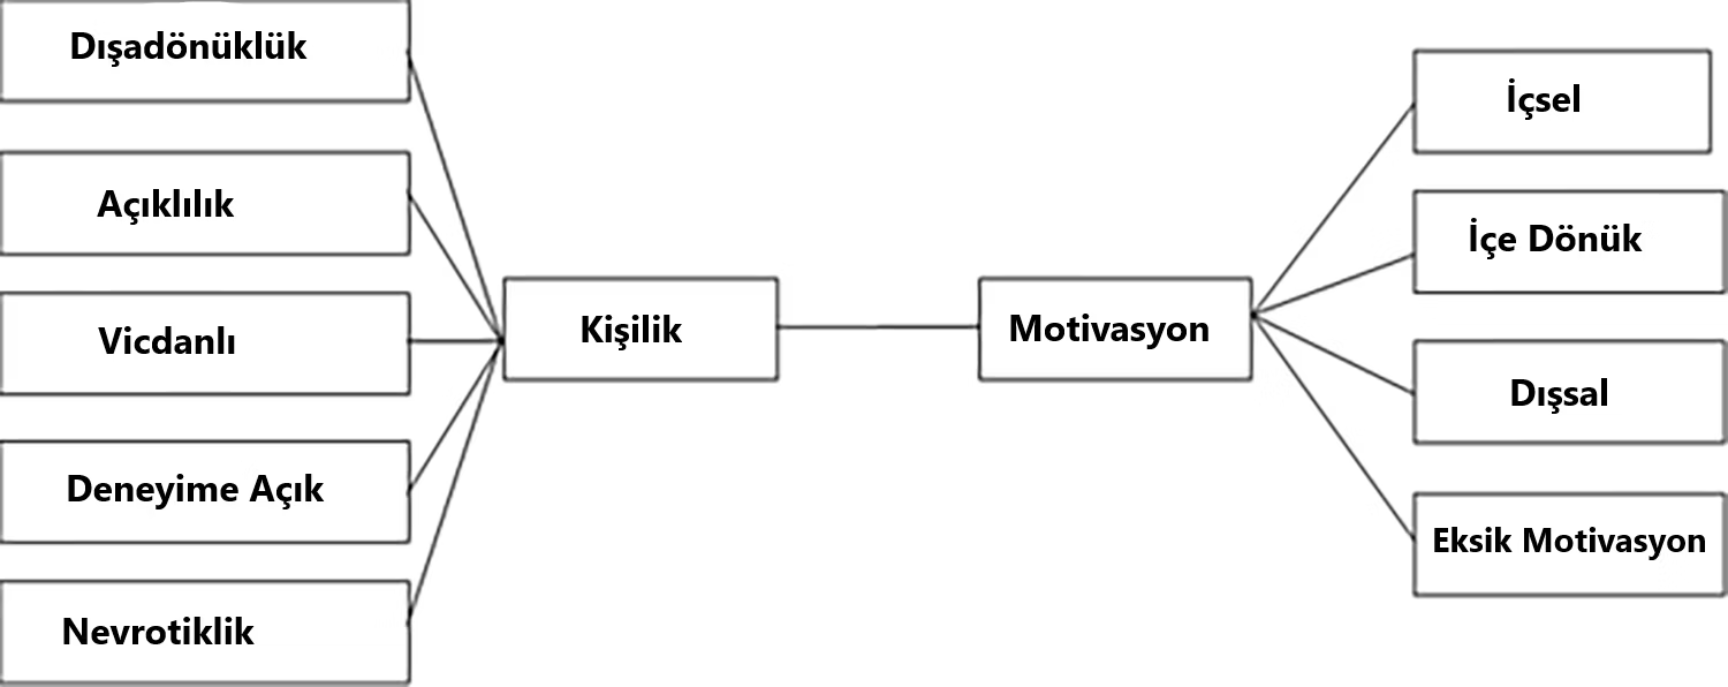 Dışadönüklük
Açıklılık
Vicdanlı
Deneyime Açık
Nevrotiklik
Kişilik
Motivasyon
İçsel
İçe Dönük
Dışsal
Eksik Motivasyon